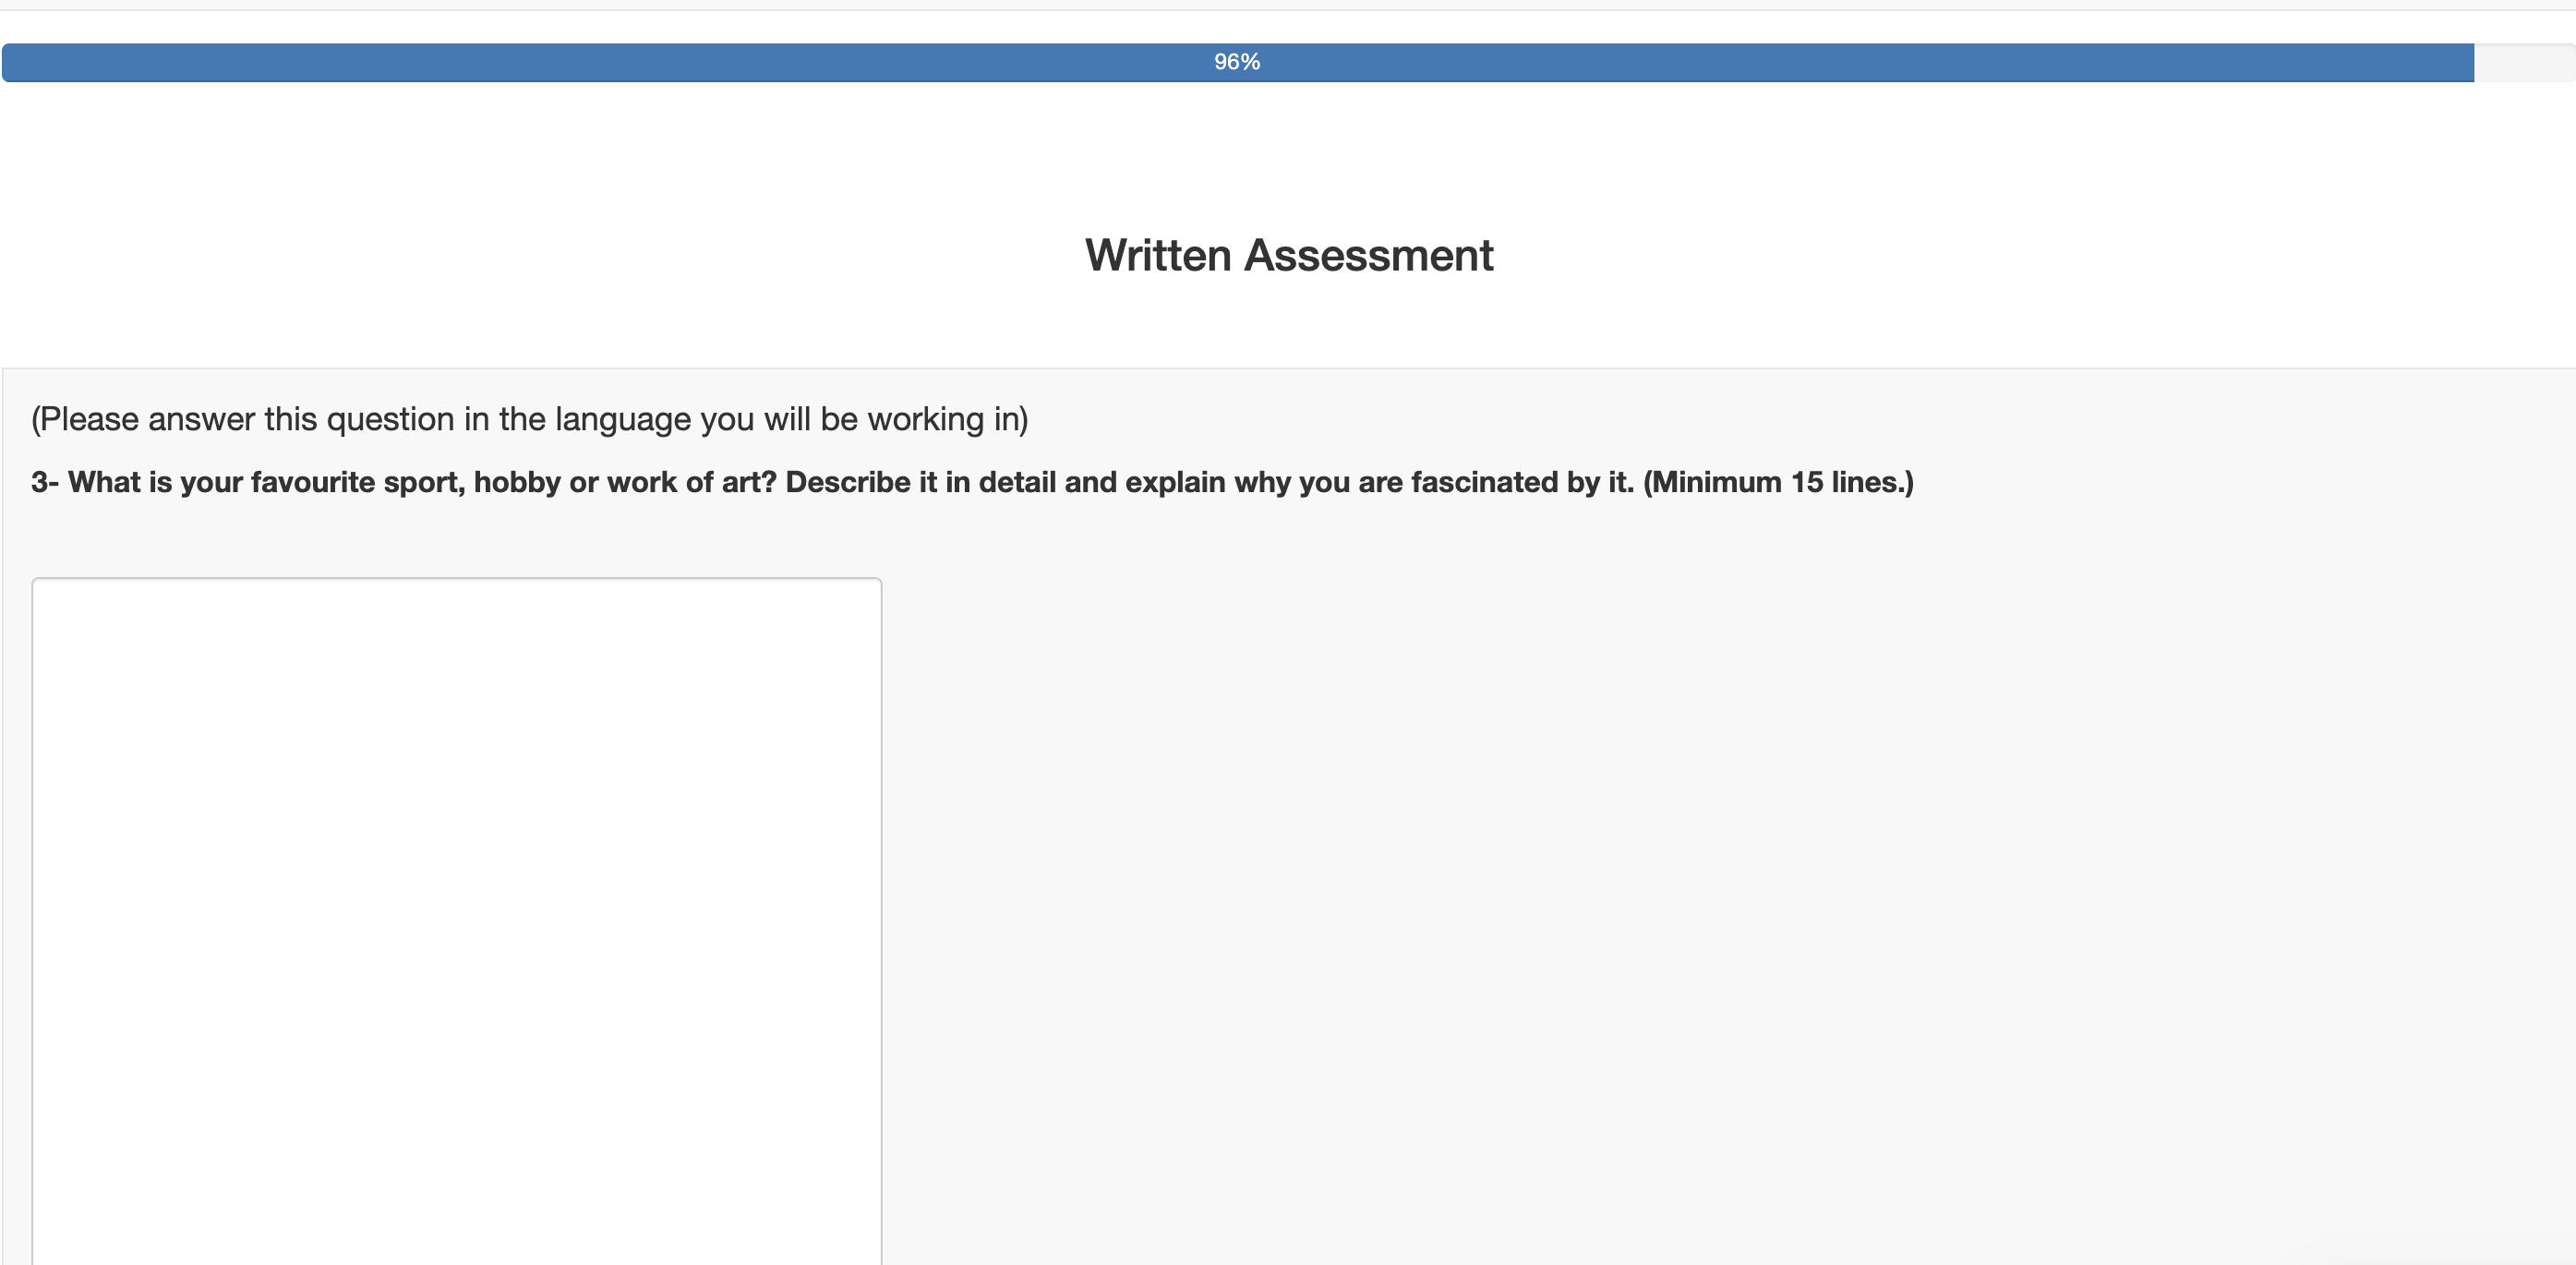 96%
Written Assessment
(Please answer this question in the language you will be working in)
3- What is your favourite sport, hobby or work of art? Describe it in detail and explain why you are fascinated by it. (Minimum 15 lines.)